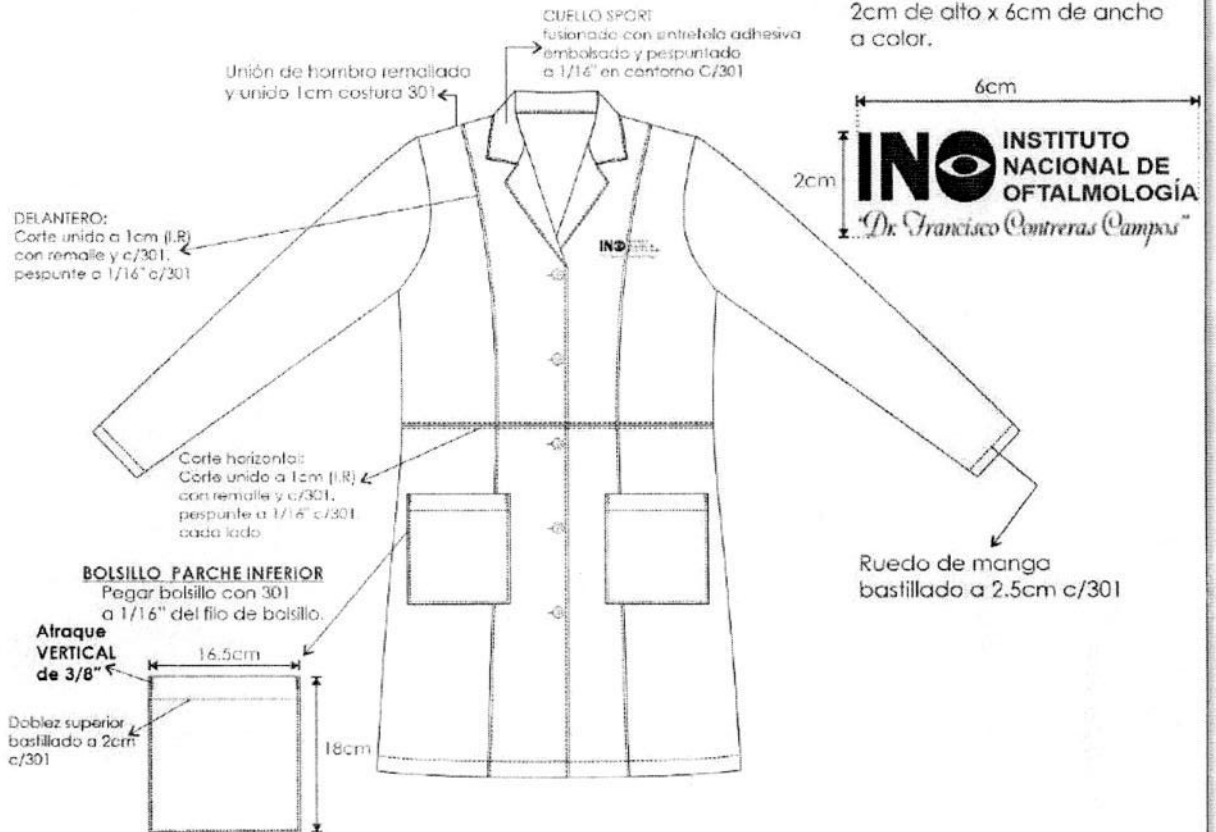 2cm de alto x 6cm de ancho
a color.
CUELLO SPORT
fusionado con entretela adhesiva
embolsado y pespuntado
a 1/16" en contorno C/301
Unión de hombro remallado
y unido 1cm costura 301
6cm
2cm
INO
INSTITUTO
NACIONAL DE
OFTALMOLOGÍA
"Dr. Francisco Contreras Campos"
DELANTERO:
Corte unido a 1cm (I.R)
con remalle y c/301,
pespunte a 1/16" c/301
INO
Corte horizontal:
Corte unido a 1cm (I.R)
con remalle y c/301,
pespunte a 1/16" c/301
cada lado
Ruedo de manga
bastillado a 2.5cm c/301
BOLSILLO PARCHE INFERIOR
Pegar bolsillo con 301
a 1/16" del filo de bolsillo.
Atraque
VERTICAL
de 3/8"
16.5cm
Doblez superior
bastillado a 2cm
c/301
18cm